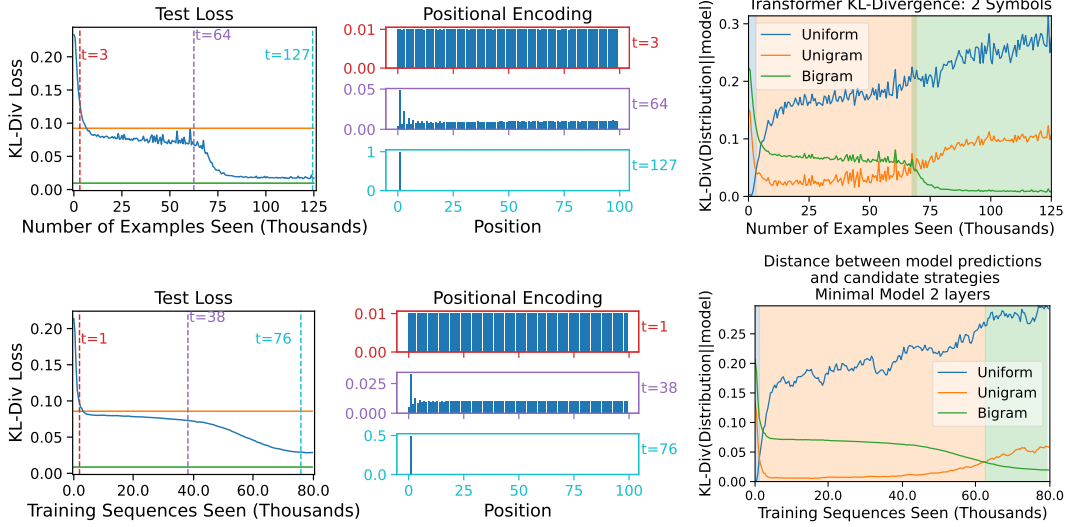 Test Loss
KL-Div Loss
0.20
0.15
0.10
0.05
0.00
t=3
t=64
t=127
0 25 50 75 100 125
Number of Examples Seen (Thousands)
Positional Encoding
0.01
0.00
t=3
0.05
0.00
t=64
1
0
t=127
0 25 50 75 100
Position
Transformer KL-Divergence: 2 Symbols
KL-Div(Distribution||model)
0.3
0.2
0.1
0.0
Uniform
Unigram
Bigram
0 25 50 75 100 125
Number of Examples Seen (Thousands)
Test Loss
KL-Div Loss
0.20
0.15
0.10
0.05
0.00
t=1
t=38
t=76
0.0 20.0 40.0 60.0 80.0
Training Sequences Seen (Thousands)
Positional Encoding
0.01
0.00
t=1
0.025
0.000
t=38
0.5
0.0
t=76
0 25 50 75 100
Position
Distance between model predictions
and candidate strategies
Minimal Model 2 layers
KL-Div(Distribution||model)
0.25
0.20
0.15
0.10
0.05
0.00
Uniform
Unigram
Bigram
0.0 20.0 40.0 60.0 80.0
Training Sequences Seen (Thousands)